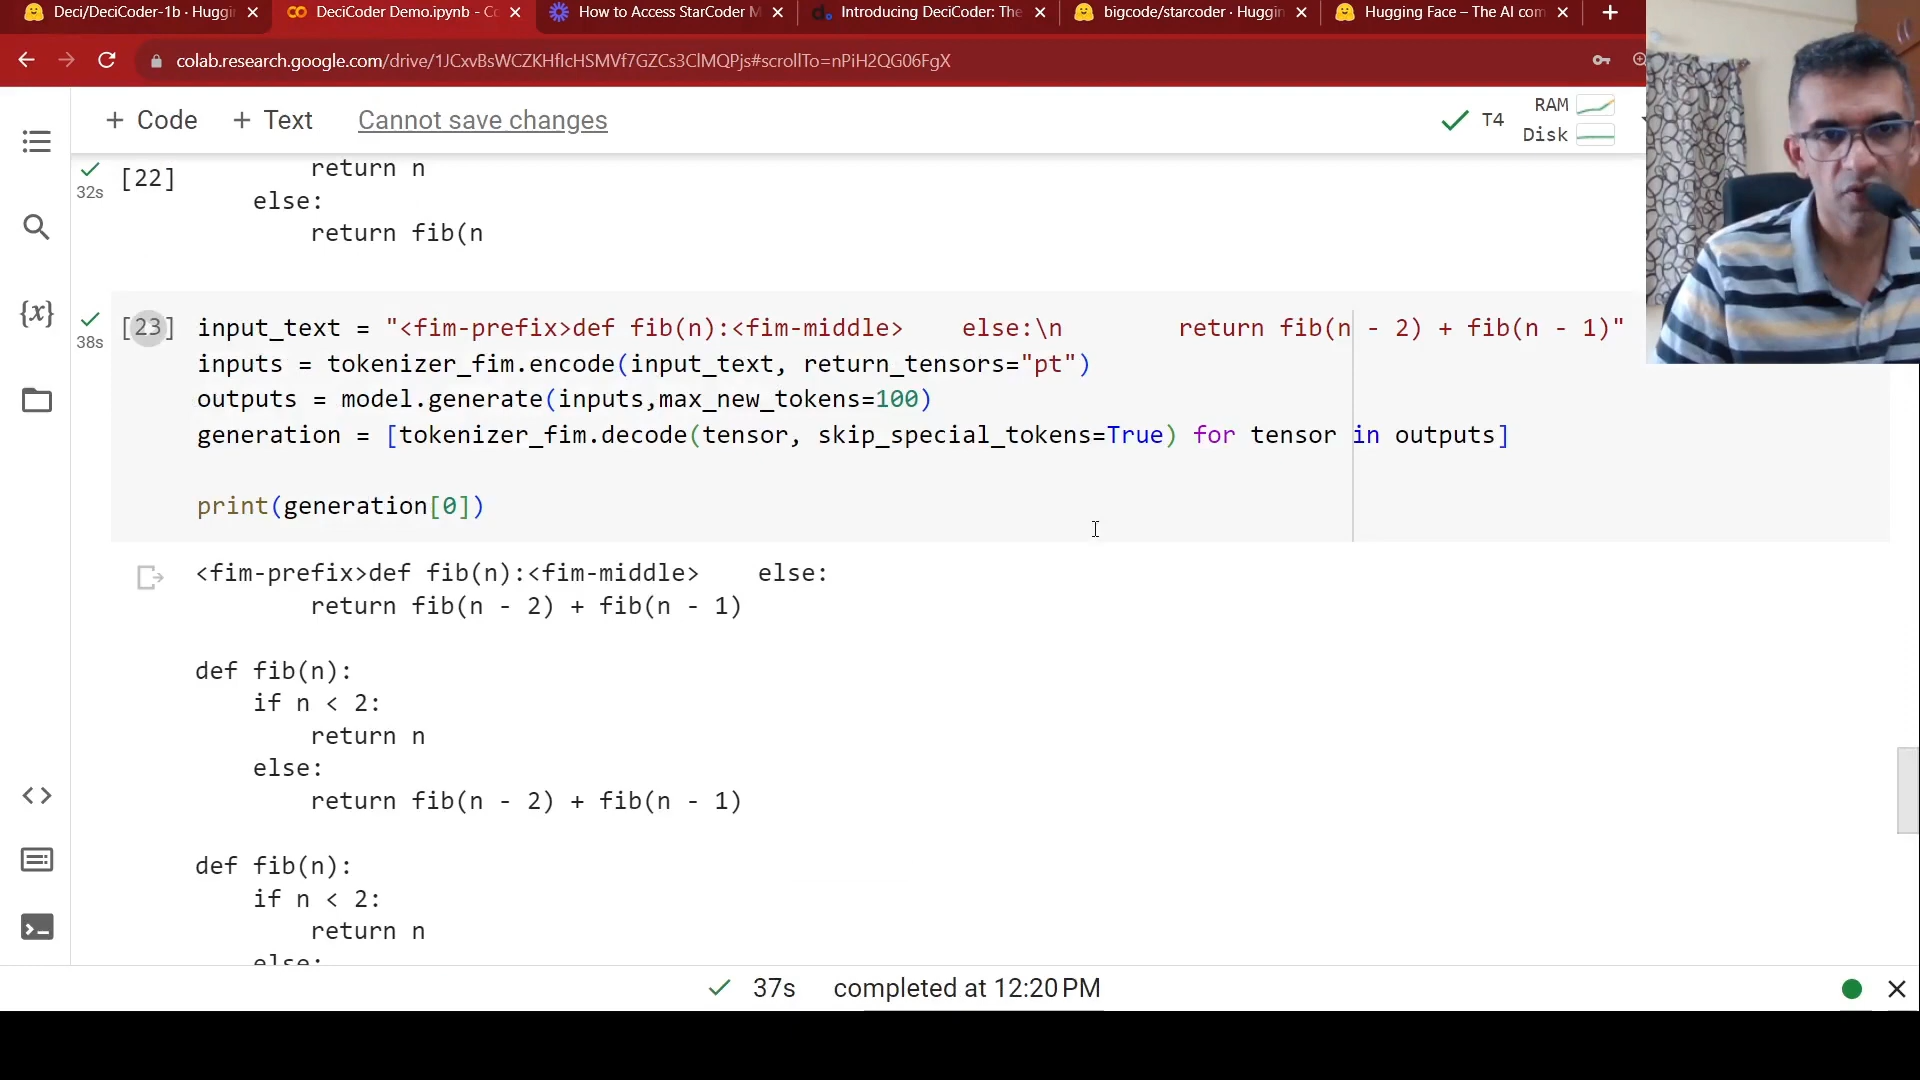 Deci/DeciCoder-1b · Huggi
DeciCoder Demo.ipynb - Co
How to Access StarCoder M
Introducing DeciCoder: The
bigcode/starcoder · Huggin
Hugging Face – The AI com
colab.research.google.com/drive/1JCxvBsWCZKHflcHSMVf7GZCs3ClMQPjs#scrollTo=nPiH2QG06FgX
+ Code + Text Cannot save changes
T4 RAM
Disk
32s [22] return n
else:
return fib(n
38s [23] input_text = "<fim-prefix>def fib(n):<fim-middle>    else:\n        return fib(n - 2) + fib(n - 1)"
inputs = tokenizer_fim.encode(input_text, return_tensors="pt")
outputs = model.generate(inputs,max_new_tokens=100)
generation = [tokenizer_fim.decode(tensor, skip_special_tokens=True) for tensor in outputs]
print(generation[0])
<fim-prefix>def fib(n):<fim-middle>    else:
return fib(n - 2) + fib(n - 1)
def fib(n):
if n < 2:
return n
else:
return fib(n - 2) + fib(n - 1)
def fib(n):
if n < 2:
return n
else:
37s completed at 12:20 PM